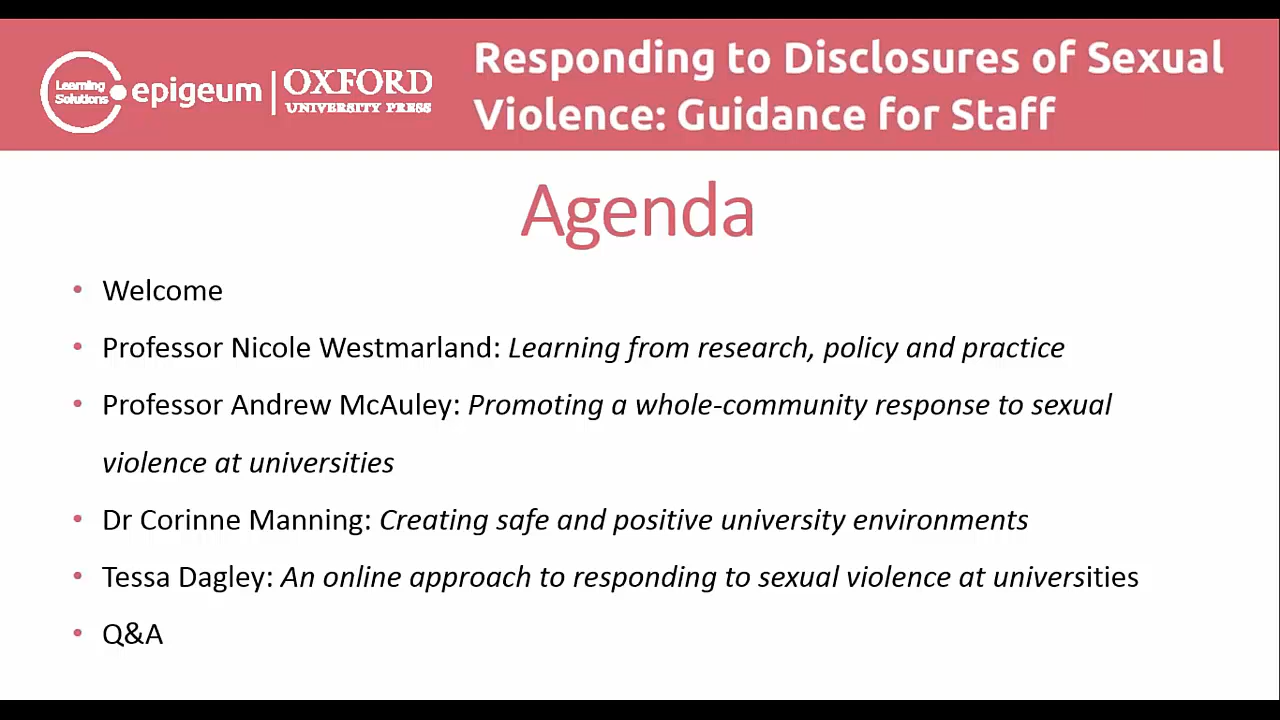 Learning
Solutions
epigeum
OXFORD
UNIVERSITY PRESS
Responding to Disclosures of Sexual
Violence: Guidance for Staff
Agenda
• Welcome
• Professor Nicole Westmarland: Learning from research, policy and practice
• Professor Andrew McAuley: Promoting a whole-community response to sexual
violence at universities
• Dr Corinne Manning: Creating safe and positive university environments
• Tessa Dagley: An online approach to responding to sexual violence at universities
• Q&A